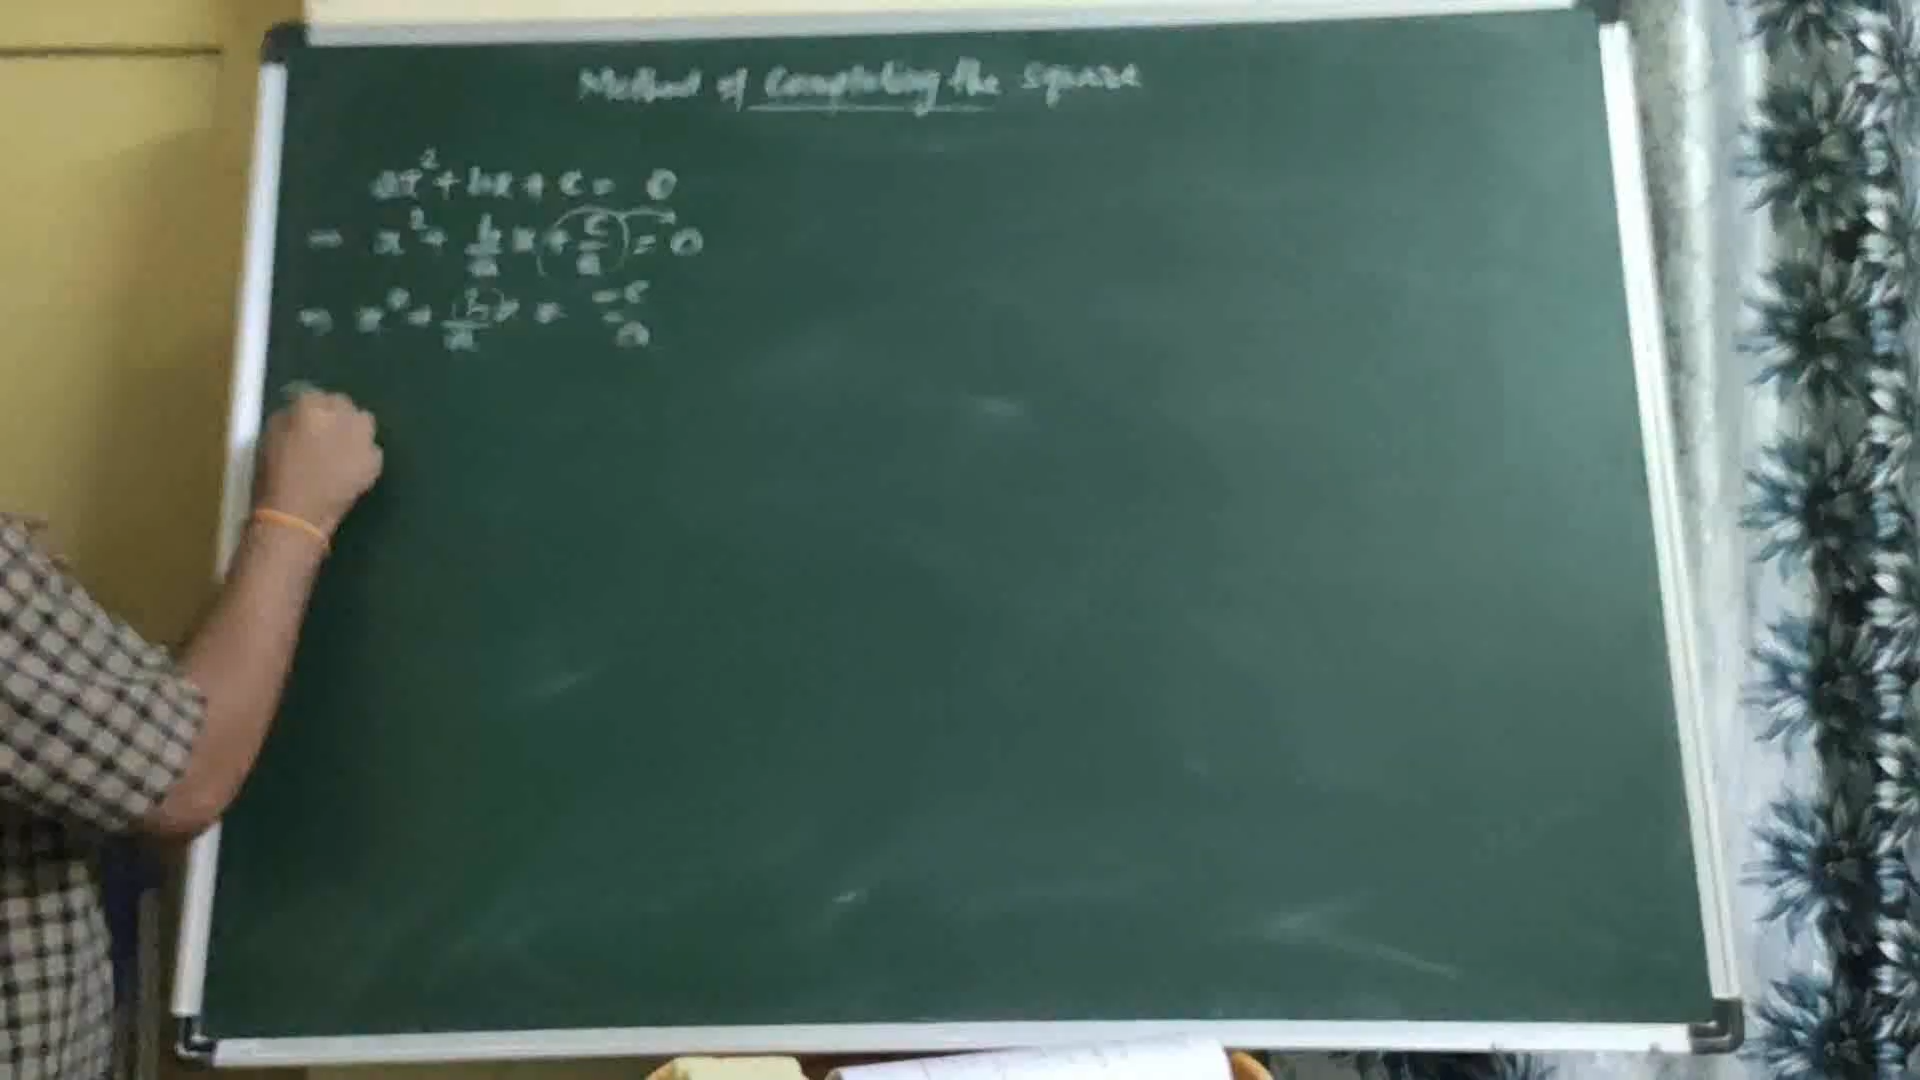 Method of Completing the square
ax² + bx + c = 0
⇒ x² + b/a x + c/a = 0
⇒ x² + (b)/a x = -c/a